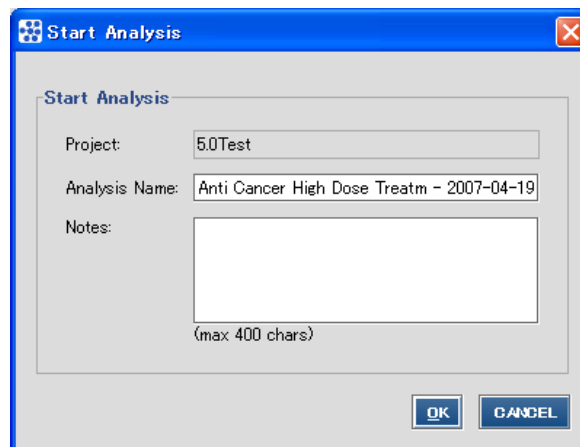 Start Analysis
Start Analysis
Project: 5.0Test
Analysis Name: Anti Cancer High Dose Treatm - 2007-04-19
Notes:
(max 400 chars)
OK CANCEL